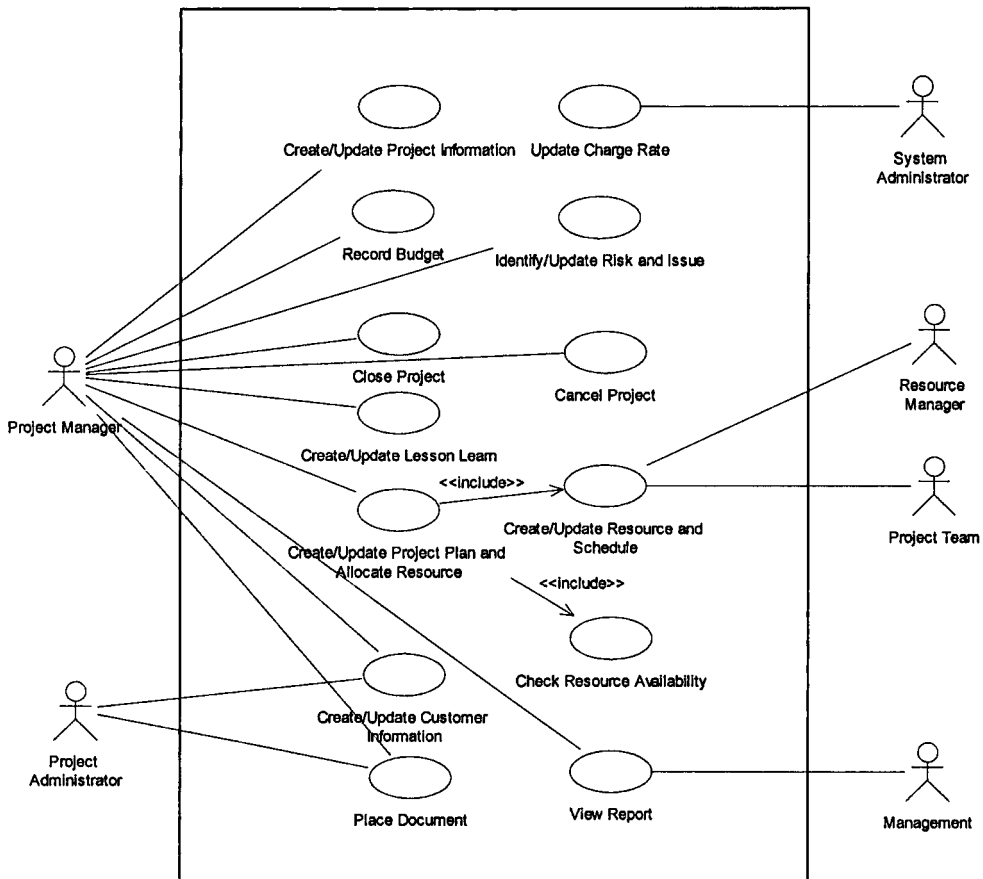 Create/Update Project Information
Update Charge Rate
System
Administrator
Record Budget
Identify/Update Risk and Issue
Close Project
Cancel Project
Resource
Manager
Project Manager
Create/Update Lesson Learn
<<include>>
Create/Update Resource and
Schedule
Project Team
Create/Update Project Plan and
Allocate Resource
<<include>>
Check Resource Availability
Create/Update Customer
Information
Project
Administrator
Place Document
View Report
Management